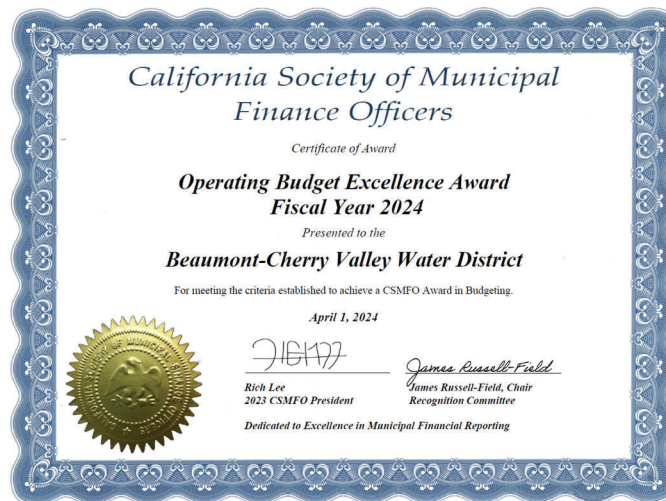 California Society of Municipal
Finance Officers
Certificate of Award
Operating Budget Excellence Award
Fiscal Year 2024
Presented to the
Beaumont-Cherry Valley Water District
For meeting the criteria established to achieve a CSMFO Award in Budgeting.
April 1, 2024
James Russell-Field
Rich Lee
2023 CSMFO President
James Russell-Field, Chair
Recognition Committee
Dedicated to Excellence in Municipal Financial Reporting